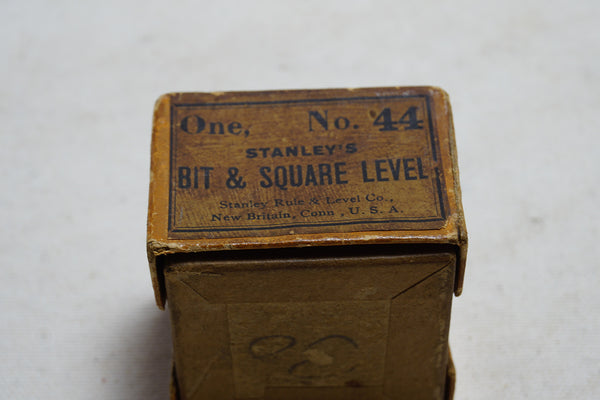 One, No. 44
STANLEY'S
BIT & SQUARE LEVEL
Stanley Rule & Level Co.,
New Britain, Conn, U. S. A.